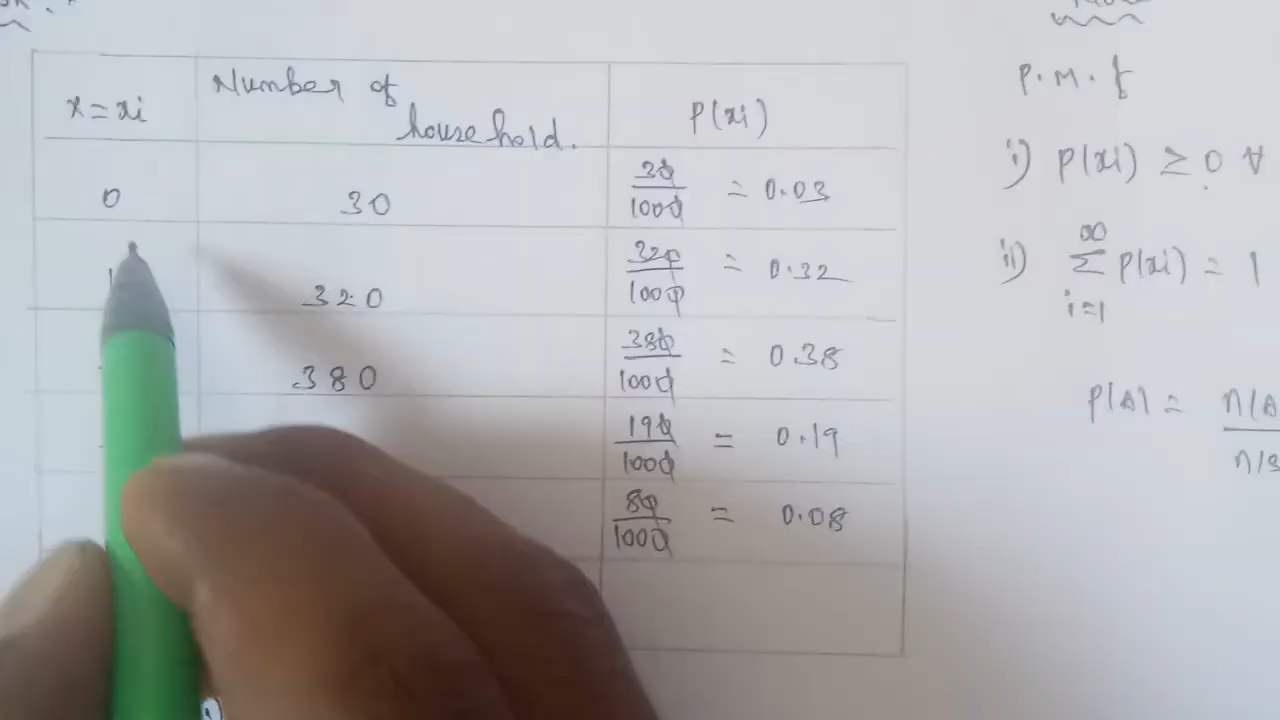 x = xi Number of household. P(xi)
0 30 30/1000 = 0.03
1 320 320/1000 = 0.32
380 380/1000 = 0.38
190/1000 = 0.19
80/1000 = 0.08
P.M.f
i) P(xi) ≥ 0 ∀
ii) ∞ Σ i=1 P(xi) = 1
P(A) = n(A / n(s